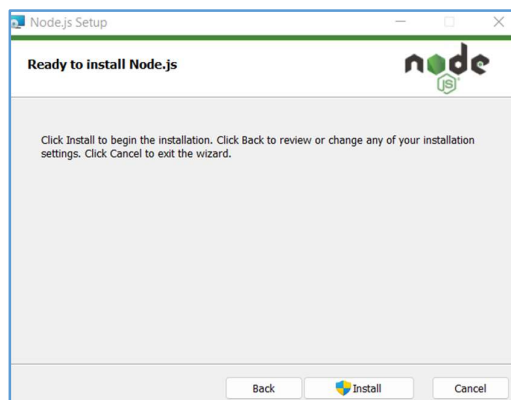 Node.js Setup
Ready to install Node.js
node
JS
Click Install to begin the installation. Click Back to review or change any of your installation
settings. Click Cancel to exit the wizard.
Back
Install
Cancel